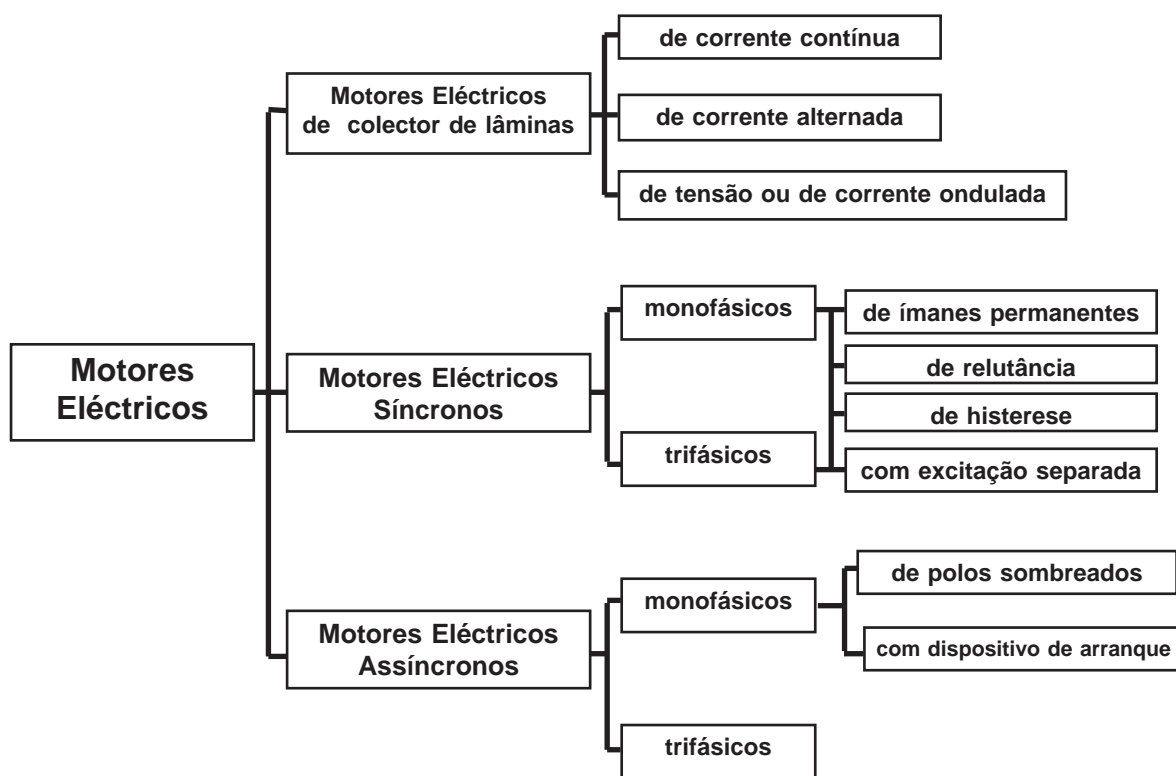 Motores
Eléctricos
Motores Eléctricos
de colector de lâminas
de corrente contínua
de corrente alternada
de tensão ou de corrente ondulada
Motores Eléctricos
Síncronos
monofásicos
trifásicos
de ímanes permanentes
de relutância
de histerese
com excitação separada
Motores Eléctricos
Assíncronos
monofásicos
de polos sombreados
com dispositivo de arranque
trifásicos